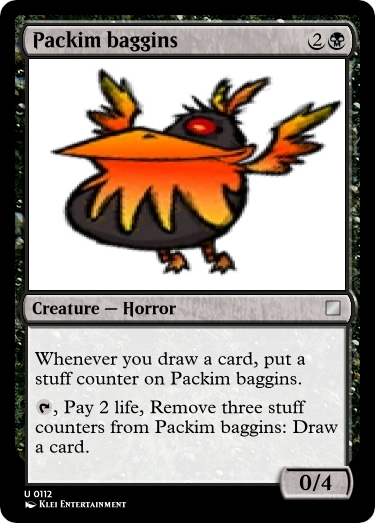 Packim baggins 2
Creature — Horror
Whenever you draw a card, put a
stuff counter on Packim baggins.
, Pay 2 life, Remove three stuff
counters from Packim baggins: Draw
a card.
0/4
U 0112
Klei Entertainment